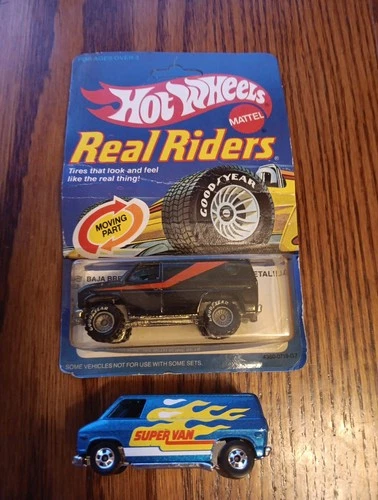 HOT WHEELS
MATTEL
Real Riders®
Tires that look and feel
like the real thing!
MOVING
PART
GOODYEAR
BAJA BRE
SOME VEHICLES NOT FOR USE WITH SOME SETS.
SUPER VAN